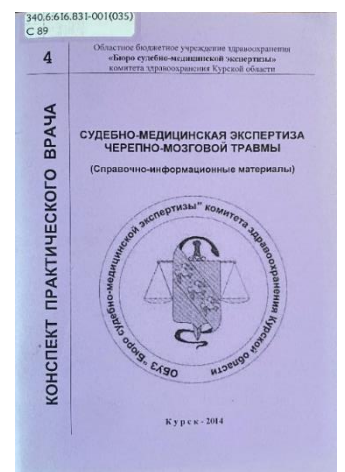 340.6:616.831-001(035)
С 89
4
Областное бюджетное учреждение здравоохранения
«Бюро судебно-медицинской экспертизы»
комитета здравоохранения Курской области
КОНСПЕКТ ПРАКТИЧЕСКОГО ВРАЧА
СУДЕБНО-МЕДИЦИНСКАЯ ЭКСПЕРТИЗА
ЧЕРЕПНО-МОЗГОВОЙ ТРАВМЫ
(Справочно-информационные материалы)
ОБУЗ "Бюро судебно-медицинской экспертизы" комитета здравоохранения Курской области
Курск - 2014